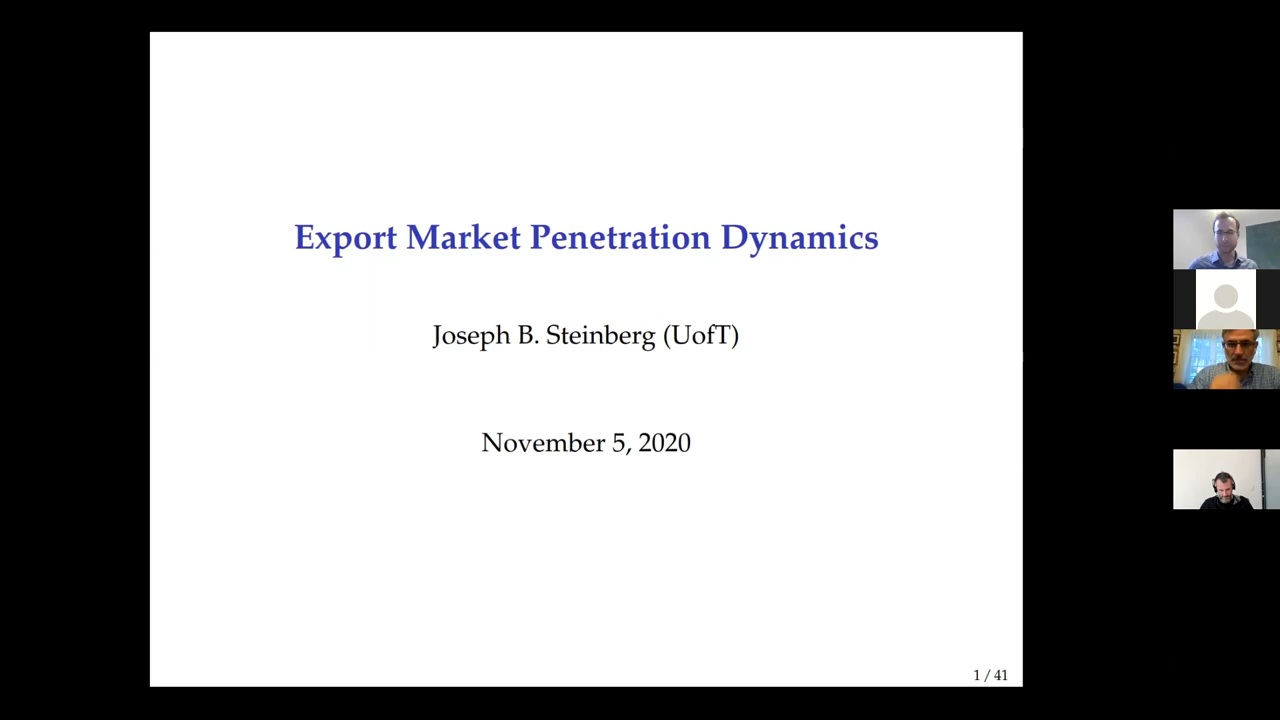 Export Market Penetration Dynamics
Joseph B. Steinberg (UofT)
November 5, 2020
1 / 41